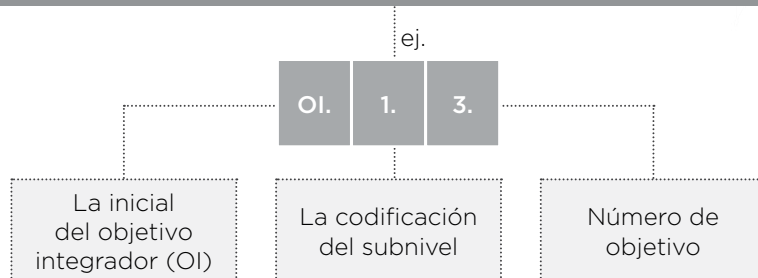 ej.
OI. 1. 3.
La inicial
del objetivo
integrador (OI)
La codificación
del subnivel
Número de
objetivo